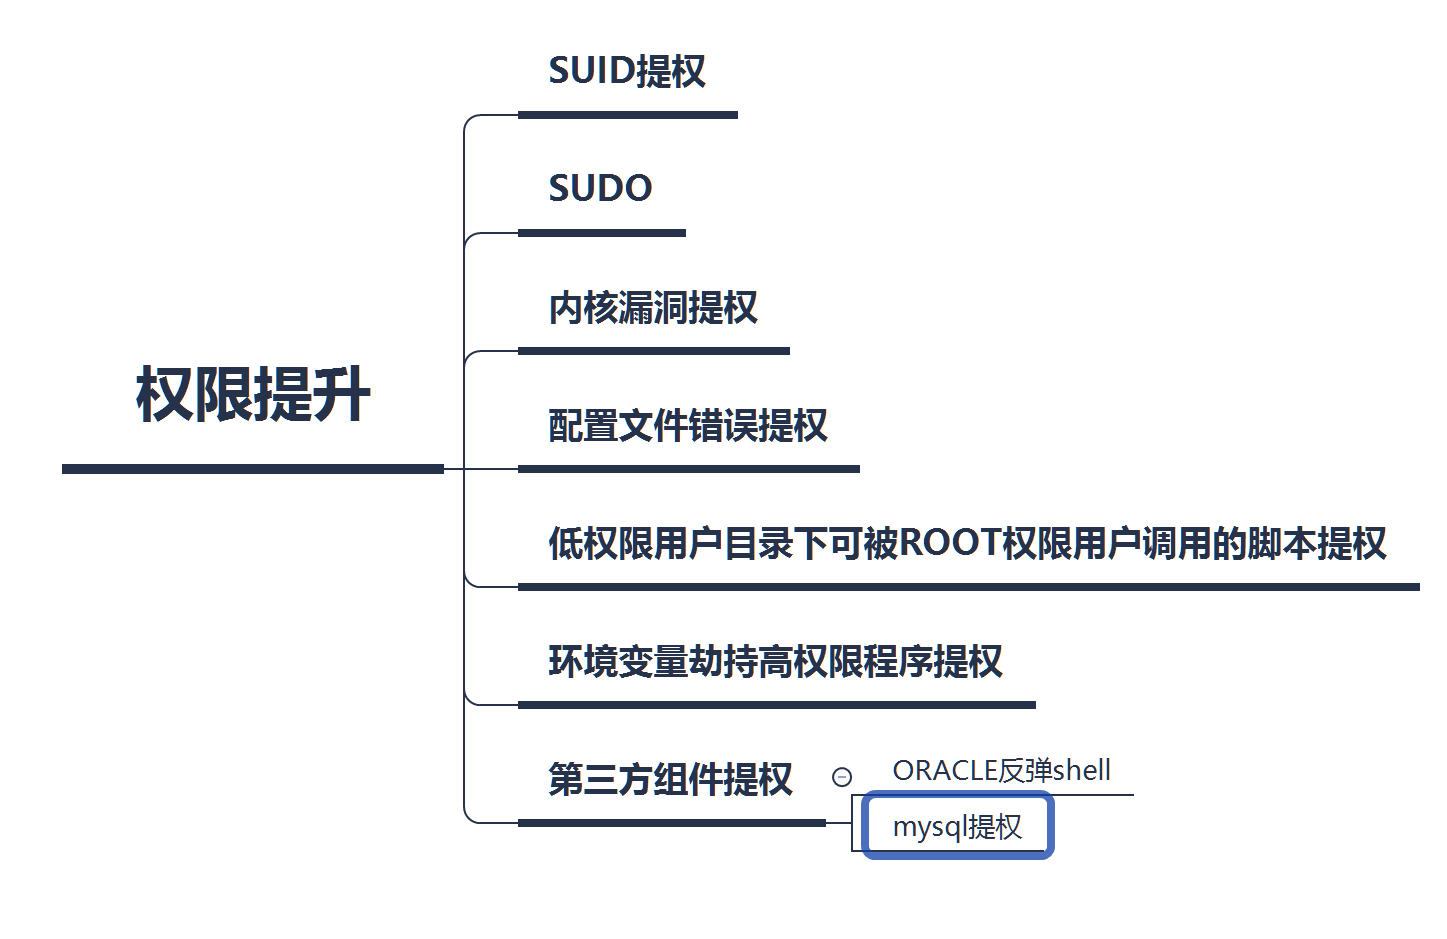 SUID提权
SUDO
内核漏洞提权
权限提升
配置文件错误提权
低权限用户目录下可被ROOT权限用户调用的脚本提权
环境变量劫持高权限程序提权
第三方组件提权
ORACLE反弹shell
mysql提权